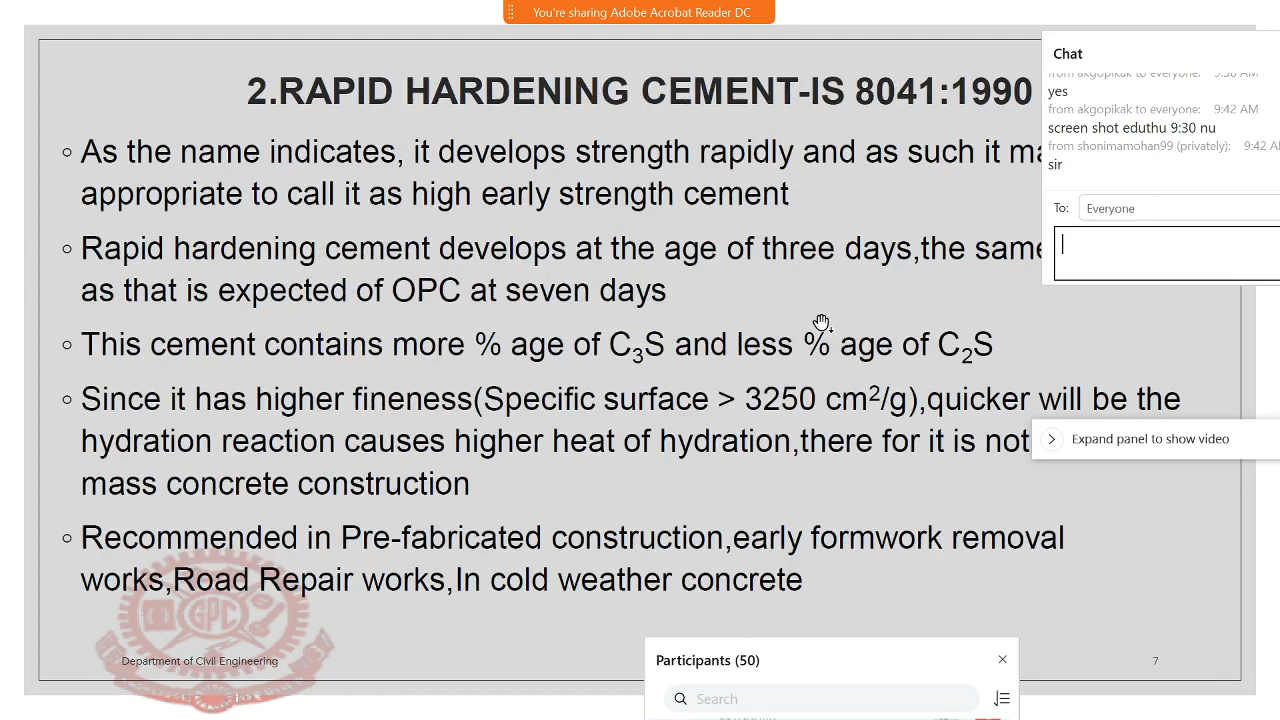 You're sharing Adobe Acrobat Reader DC
2.RAPID HARDENING CEMENT-IS 8041:1990
◦ As the name indicates, it develops strength rapidly and as such it
appropriate to call it as high early strength cement
◦ Rapid hardening cement develops at the age of three days,the same
as that is expected of OPC at seven days
◦ This cement contains more % age of C₃S and less % age of C₂S
◦ Since it has higher fineness(Specific surface > 3250 cm²/g),quicker will be the
hydration reaction causes higher heat of hydration,there for it is not
mass concrete construction
◦ Recommended in Pre-fabricated construction,early formwork removal
works,Road Repair works,In cold weather concrete
GPC
Department of Civil Engineering
7
Chat
from akgopikak to everyone: 9:38 AM
yes
from akgopikak to everyone: 9:42 AM
screen shot eduthu 9:30 nu
from shonimamohan99 (privately): 9:42
sir
To: Everyone
Expand panel to show video
Participants (50)
Search